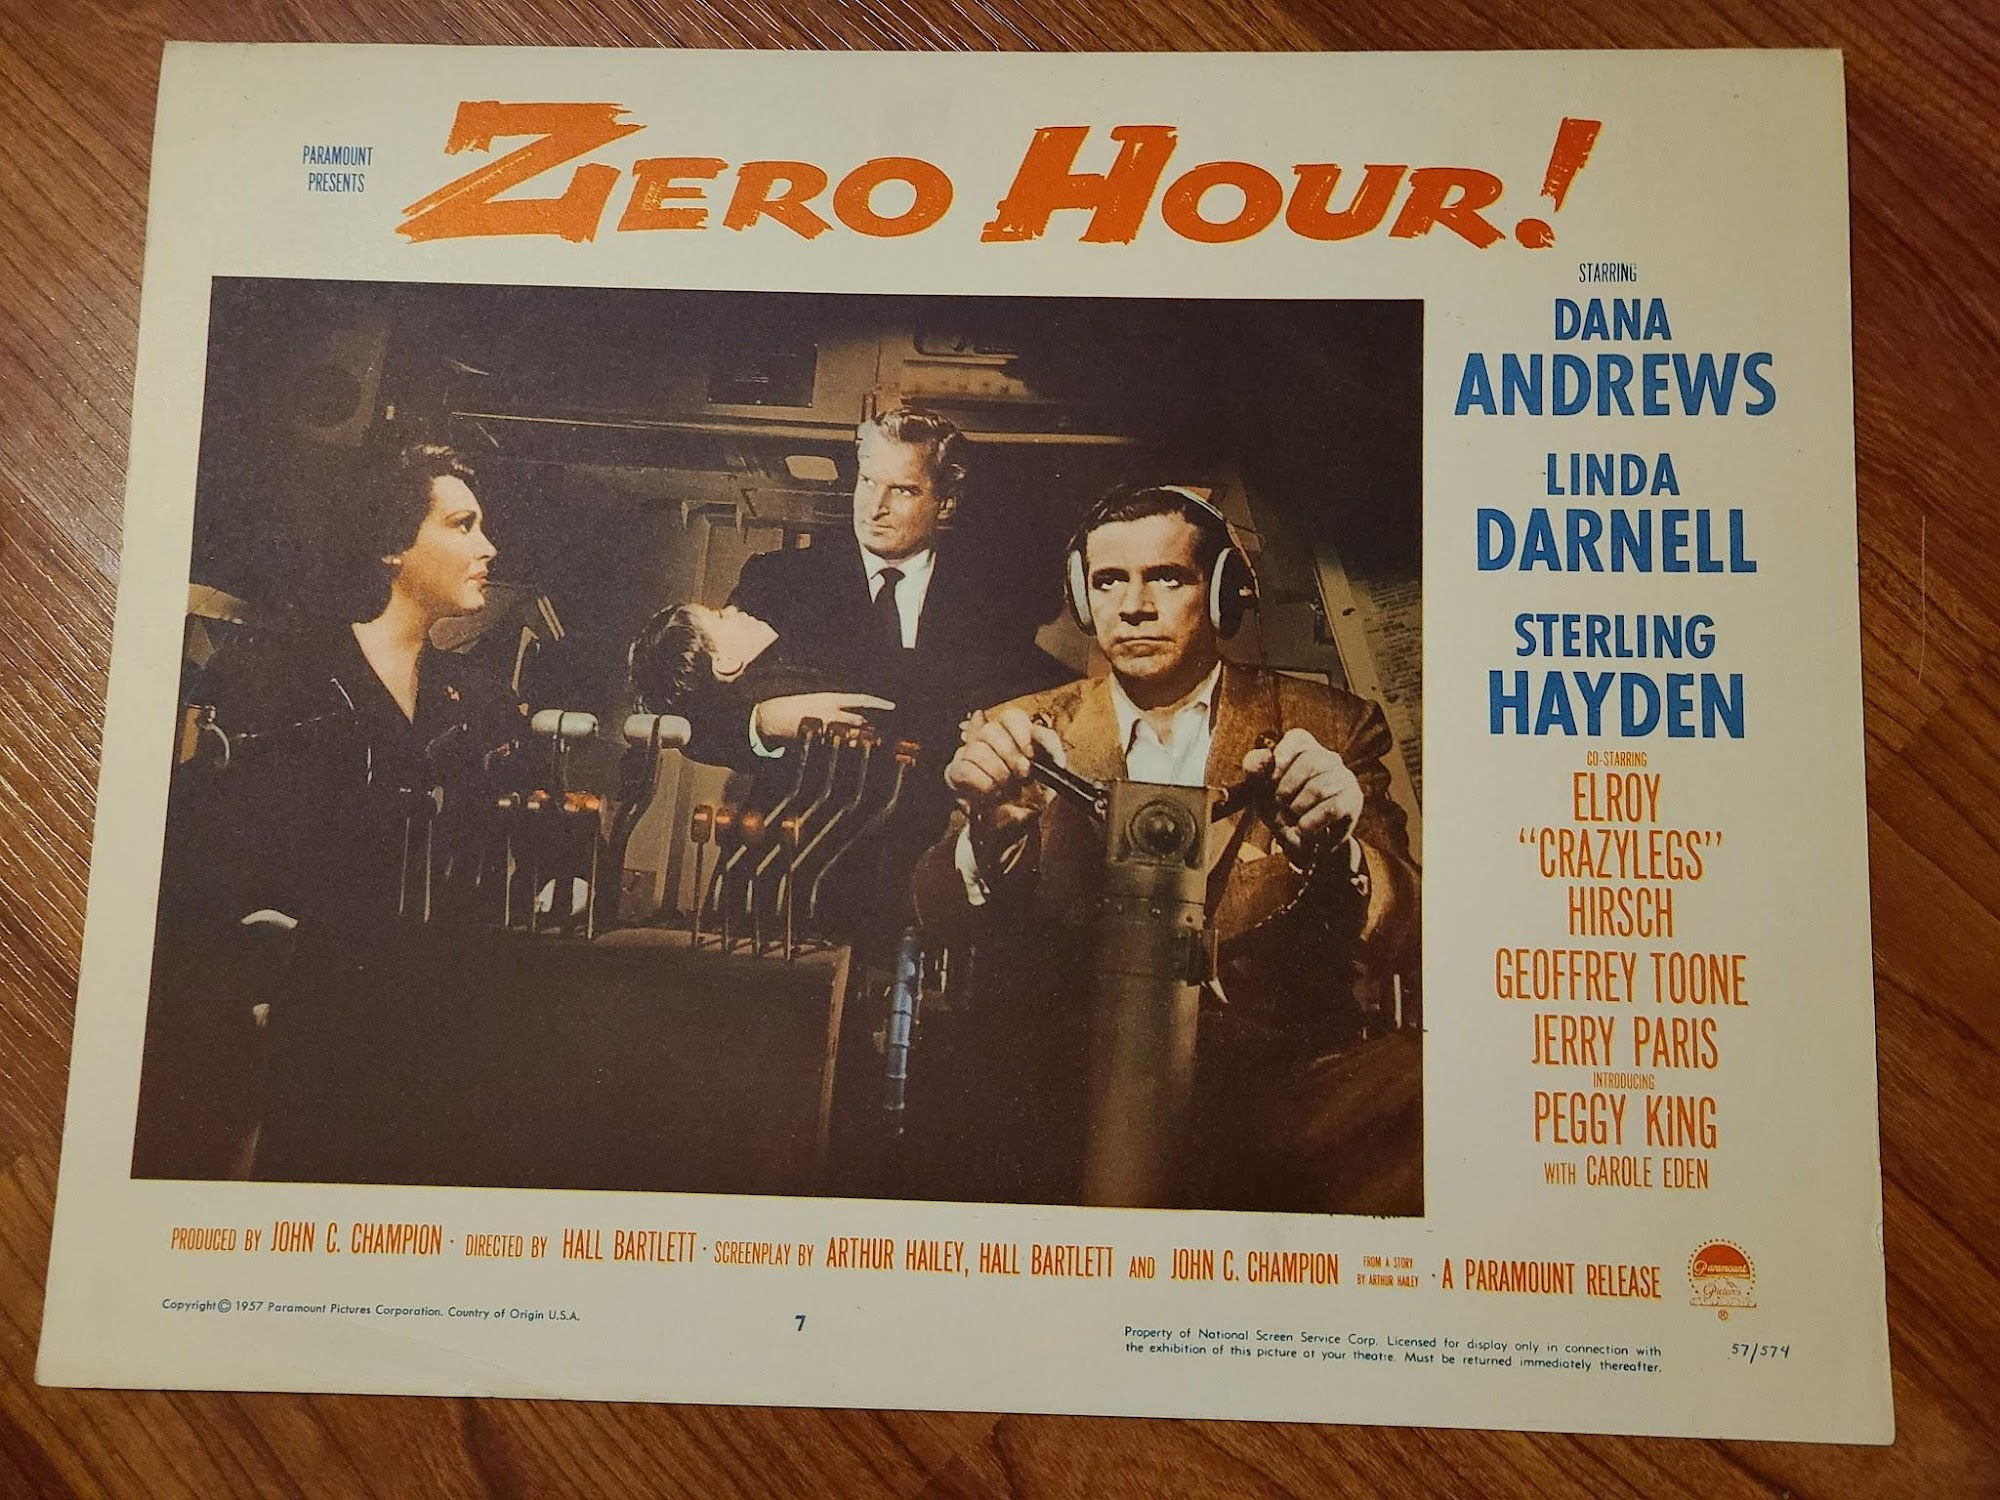 PARAMOUNT
PRESENTS
ZERO HOUR!
STARRING
DANA
ANDREWS
LINDA
DARNELL
STERLING
HAYDEN
CO-STARRING
ELROY
“CRAZYLEGS”
HIRSCH
GEOFFREY TOONE
JERRY PARIS
INTRODUCING
PEGGY KING
WITH CAROLE EDEN
PRODUCED BY JOHN C. CHAMPION · DIRECTED BY HALL BARTLETT · SCREENPLAY BY ARTHUR HAILEY, HALL BARTLETT AND JOHN C. CHAMPION FROM A STORY BY ARTHUR HAILEY · A PARAMOUNT RELEASE
Paramount
Pictures
®
Copyright © 1957 Paramount Pictures Corporation. Country of Origin U.S.A.
7
Property of National Screen Service Corp. Licensed for display only in connection with
the exhibition of this picture at your theatre. Must be returned immediately thereafter.
57/574